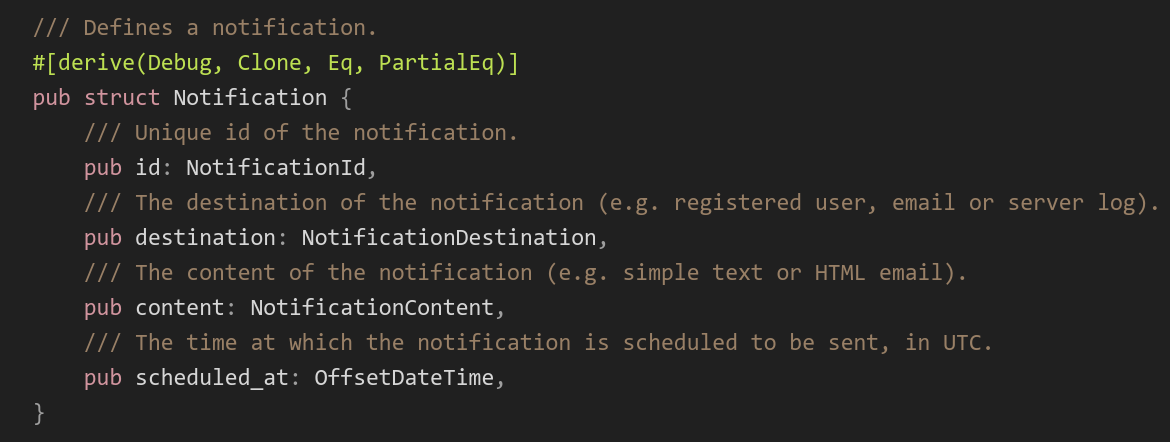 /// Defines a notification.
#[derive(Debug, Clone, Eq, PartialEq)]
pub struct Notification {
    /// Unique id of the notification.
    pub id: NotificationId,
    /// The destination of the notification (e.g. registered user, email or server log).
    pub destination: NotificationDestination,
    /// The content of the notification (e.g. simple text or HTML email).
    pub content: NotificationContent,
    /// The time at which the notification is scheduled to be sent, in UTC.
    pub scheduled_at: OffsetDateTime,
}